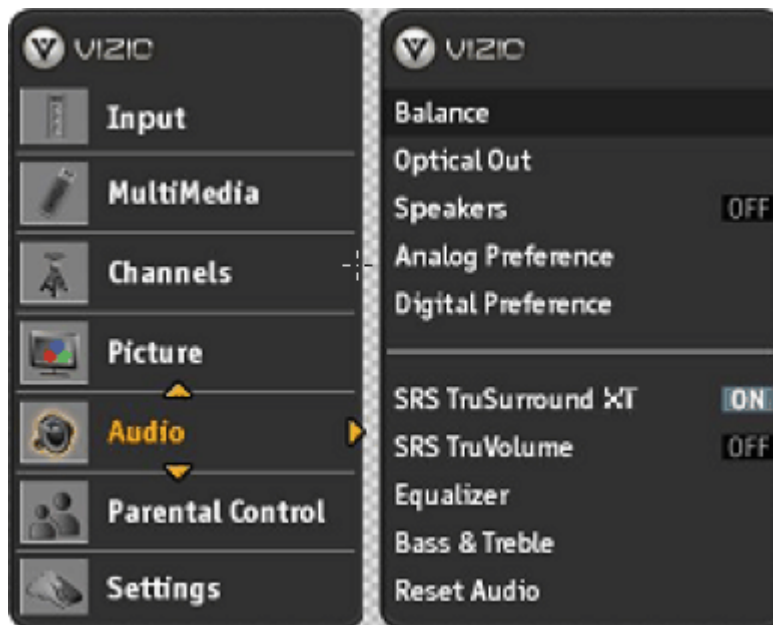 VIZIO
Input
MultiMedia
Channels
Picture
Audio
Parental Control
Settings
VIZIO
Balance
Optical Out
Speakers OFF
Analog Preference
Digital Preference
SRS TruSurround XT ON
SRS TruVolume OFF
Equalizer
Bass & Treble
Reset Audio